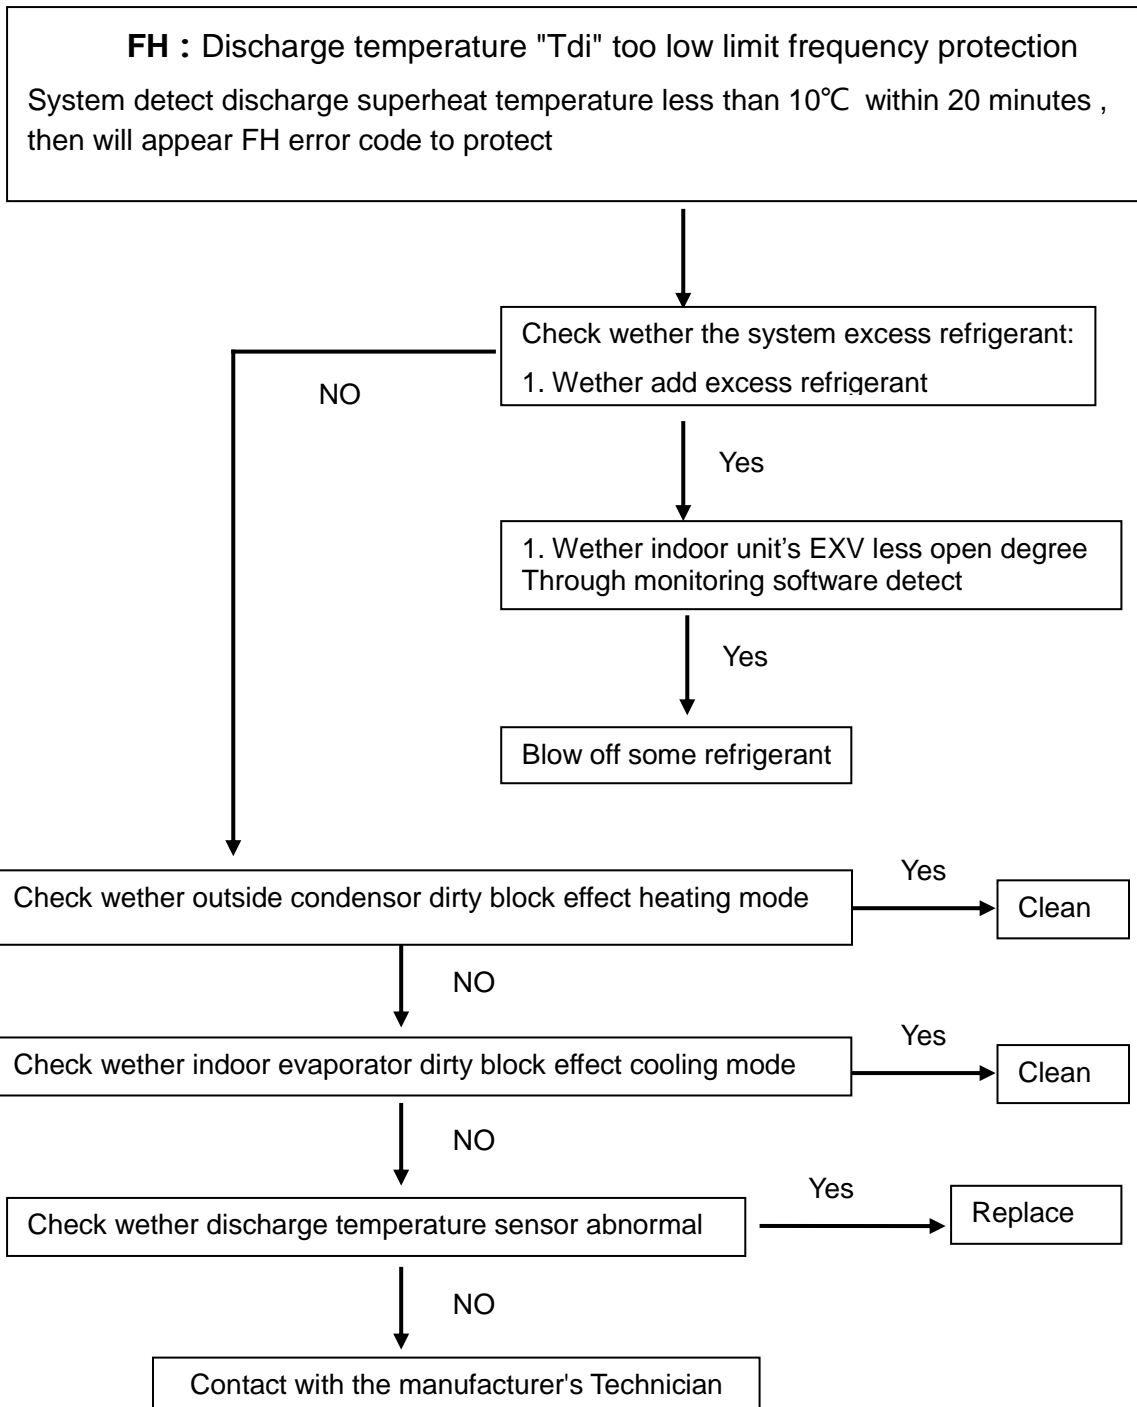 FH：Discharge temperature "Tdi" too low limit frequency protection
System detect discharge superheat temperature less than 10℃ within 20 minutes ,
then will appear FH error code to protect
Check wether the system excess refrigerant:
1. Wether add excess refrigerant
NO
Yes
1. Wether indoor unit’s EXV less open degree
Through monitoring software detect
Yes
Blow off some refrigerant
Check wether outside condensor dirty block effect heating mode
Yes
Clean
NO
Check wether indoor evaporator dirty block effect cooling mode
Yes
Clean
NO
Check wether discharge temperature sensor abnormal
Yes
Replace
NO
Contact with the manufacturer's Technician